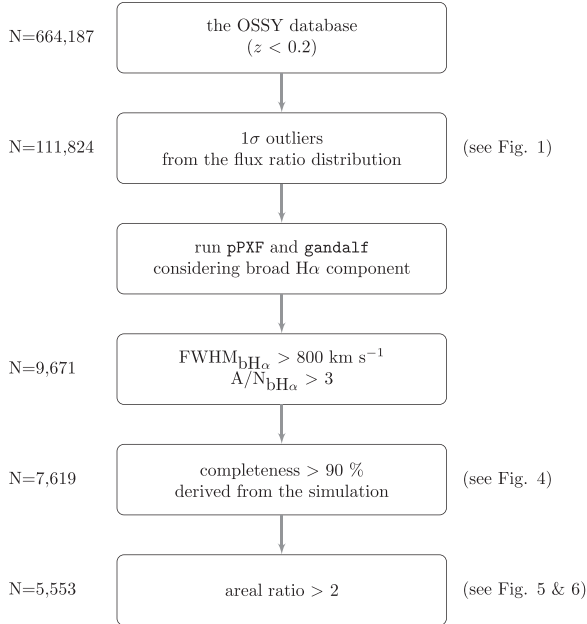 N=664,187
the OSSY database
(z < 0.2)
N=111,824
1σ outliers
from the flux ratio distribution
(see Fig. 1)
run pPXF and gandalf
considering broad Hα component
N=9,671
FWHM_bHα > 800 km s⁻¹
A/N_bHα > 3
N=7,619
completeness > 90 %
derived from the simulation
(see Fig. 4)
N=5,553
areal ratio > 2
(see Fig. 5 & 6)